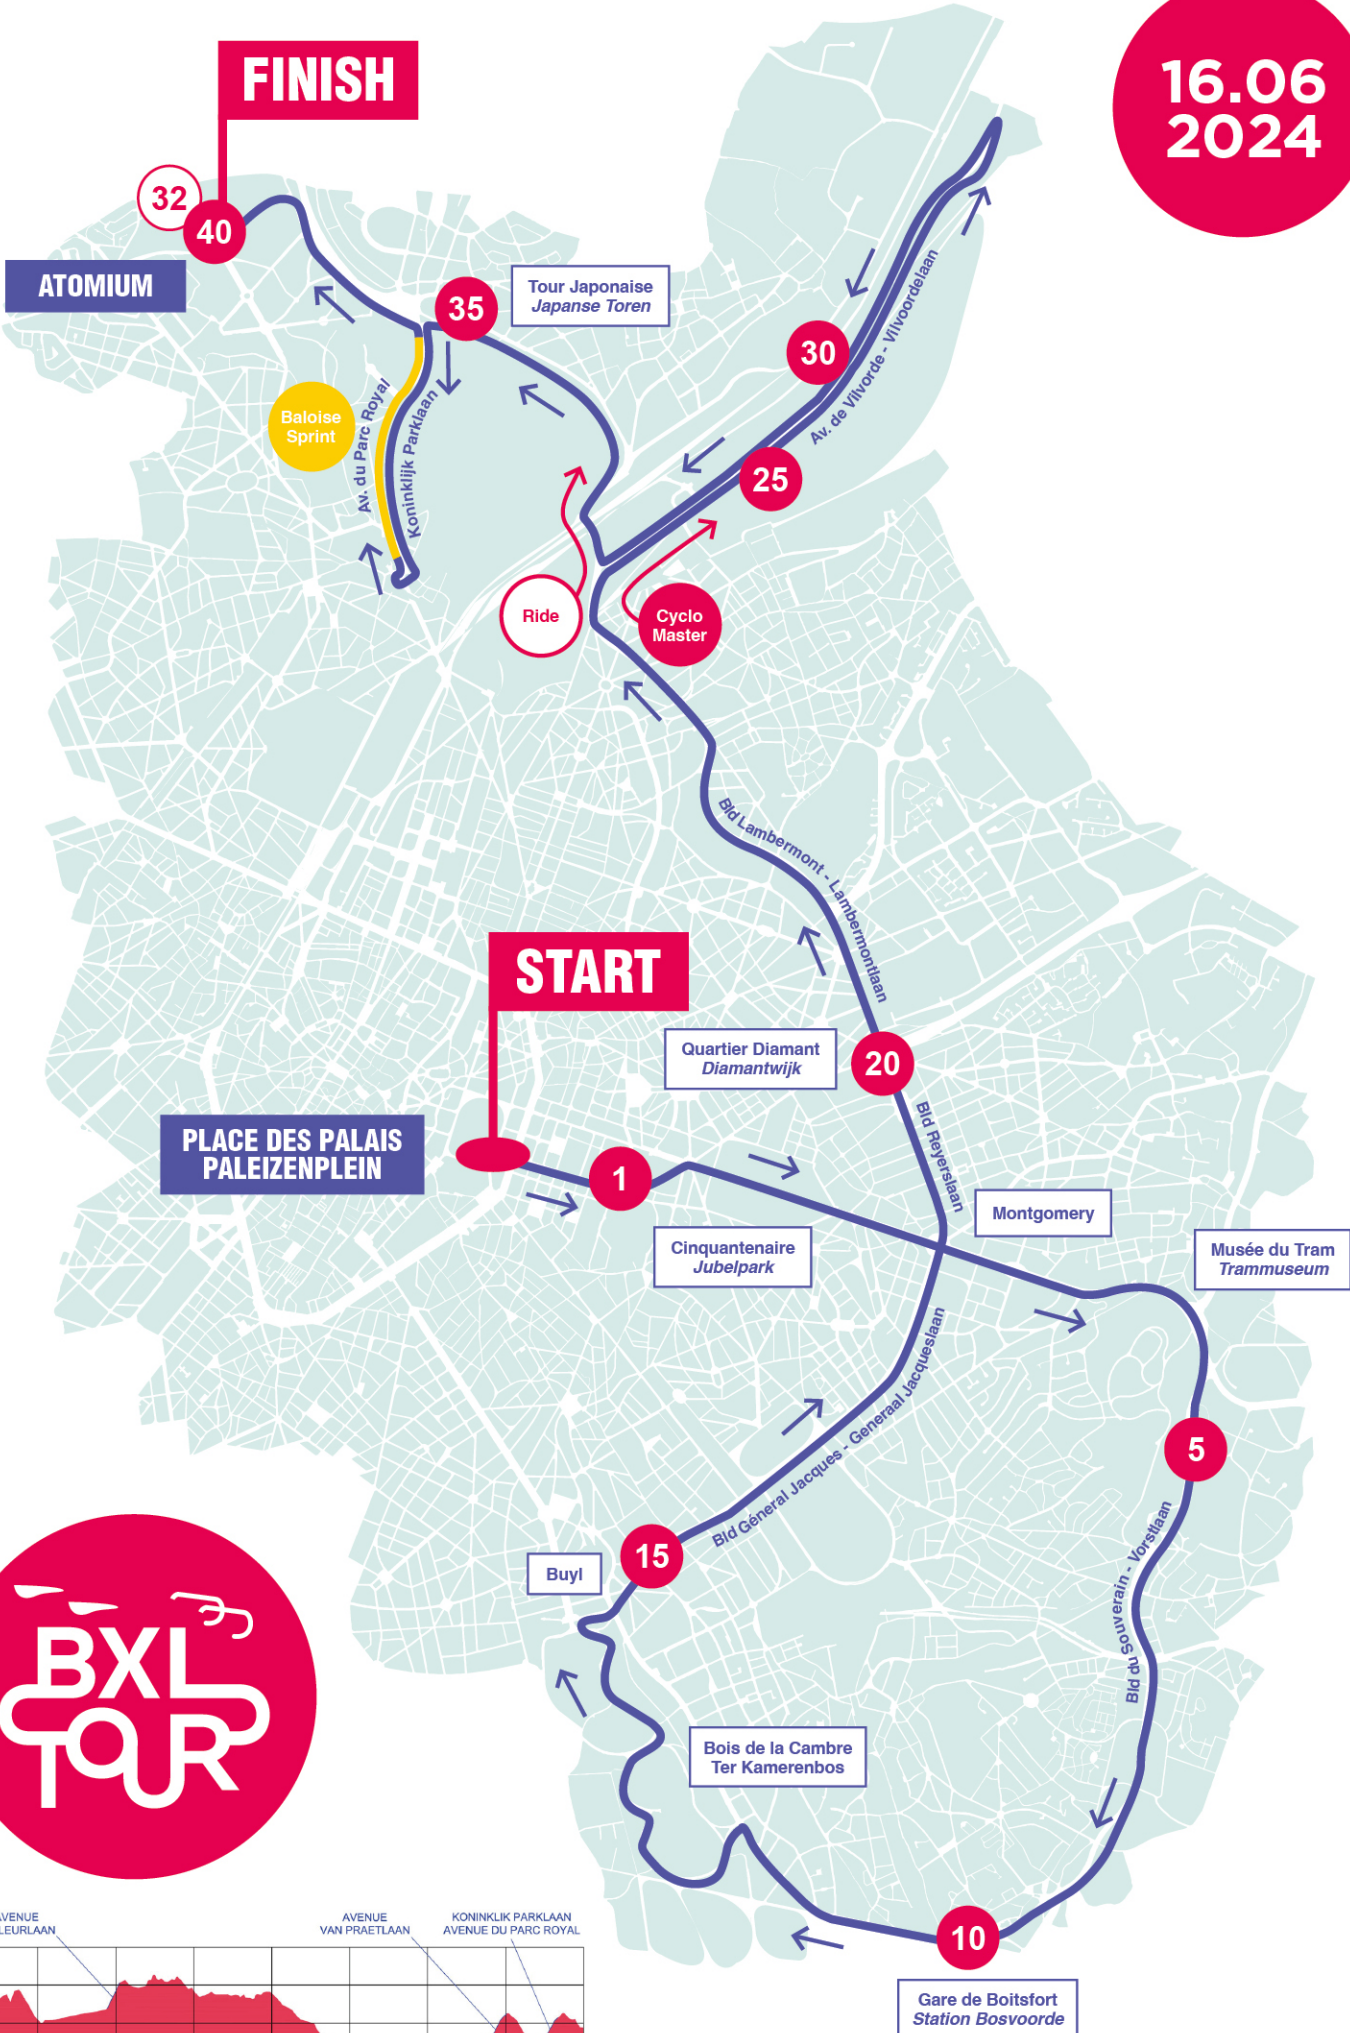 16.06
2024
FINISH
32
40
ATOMIUM
35
Tour Japonaise
Japanse Toren
30
Av. de Vilvorde - Vilvoordelaan
Baloise
Sprint
Av. du Parc Royal
Koninklijk Parklaan
25
Ride
Cyclo
Master
Bld Lambermont - Lambermontlaan
START
Quartier Diamant
Diamantwijk
20
Bld Reyerslaan
PLACE DES PALAIS
PALEIZENPLEIN
1
Montgomery
Cinquantenaire
Jubelpark
Musée du Tram
Trammuseum
5
Bld Géneral Jacques - Generaal Jacqueslaan
15
Buyl
Bld du Souverain - Vorstlaan
BXL
TOUR
Bois de la Cambre
Ter Kamerenbos
10
Gare de Boitsfort
Station Bosvoorde
AVENUE
VAN PRAETLAAN
KONINKLIK PARKLAAN
AVENUE DU PARC ROYAL